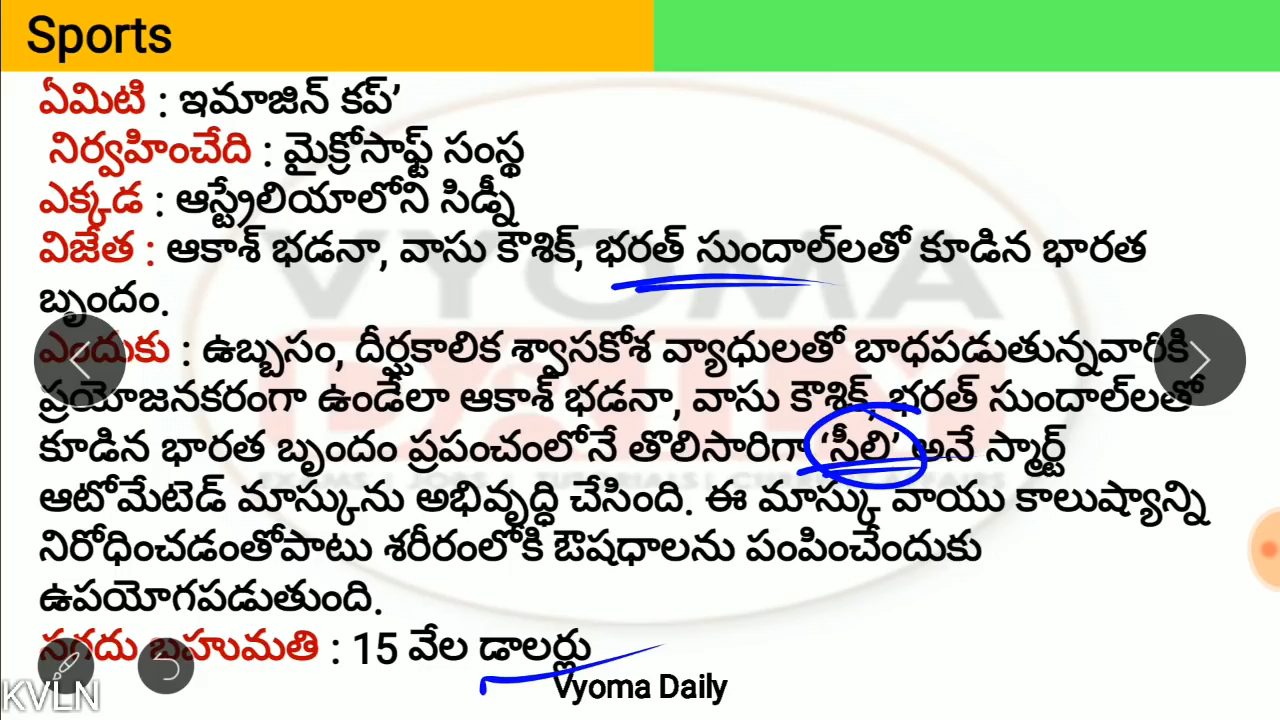 Sports
ఏమిటి : ఇమాజిన్ కప్’
నిర్వహించేది : మైక్రోసాఫ్ట్ సంస్థ
ఎక్కడ : ఆస్ట్రేలియాలోని సిడ్నీ
విజేత : ఆకాశ్ భడనా, వాసు కౌశిక్, భరత్ సుందాల్‌లతో కూడిన భారత
బృందం.
ఎందుకు : ఉబ్బసం, దీర్ఘకాలిక శ్వాసకోశ వ్యాధులతో బాధపడుతున్నవారికి
ప్రయోజనకరంగా ఉండేలా ఆకాశ్ భడనా, వాసు కౌశిక్, భరత్ సుందాల్‌లతో
కూడిన భారత బృందం ప్రపంచంలోనే తొలిసారిగా ‘సీలి’ అనే స్మార్ట్
ఆటోమేటెడ్ మాస్కును అభివృద్ధి చేసింది. ఈ మాస్కు వాయు కాలుష్యాన్ని
నిరోధించడంతోపాటు శరీరంలోకి ఔషధాలను పంపించేందుకు
ఉపయోగపడుతుంది.
నగదు బహుమతి : 15 వేల డాలర్లు
Vyoma Daily
KVLN
VYOMA
DAILY